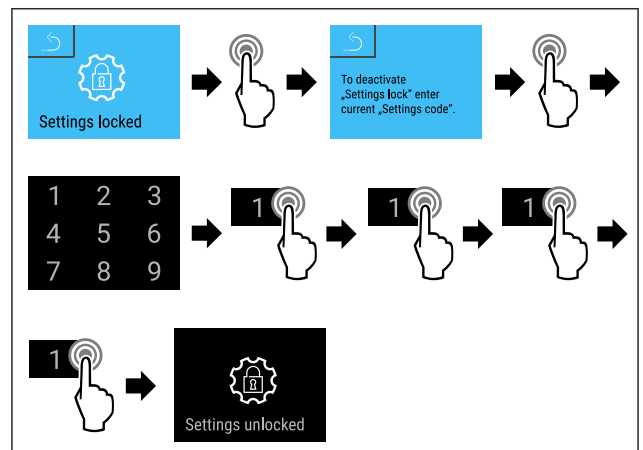 Settings locked
To deactivate
„Settings lock” enter
current „Settings code”.
1 2 3
4 5 6
7 8 9
1
1
1
1
Settings unlocked